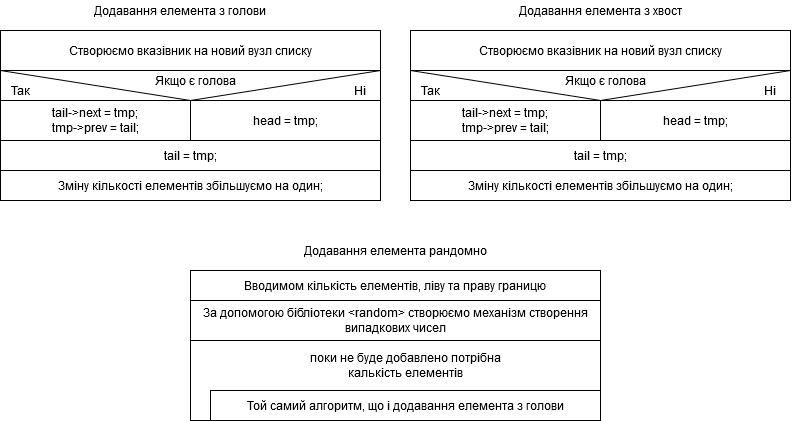 Додавання елемента з голови
Створюємо вказівник на новий вузл списку
Якщо є голова
Так
Ні
tail->next = tmp;
tmp->prev = tail;
head = tmp;
tail = tmp;
Зміну кількості елементів збільшуємо на один;
Додавання елемента з хвост
Створюємо вказівник на новий вузл списку
Якщо є голова
Так
Ні
tail->next = tmp;
tmp->prev = tail;
head = tmp;
tail = tmp;
Зміну кількості елементів збільшуємо на один;
Додавання елемента рандомно
Вводимом кількість елементів, ліву та праву границю
За допомогою бібліотеки <random> створюємо механізм створення
випадкових чисел
поки не буде добавлено потрібна
калькість елементів
Той самий алгоритм, що і додавання елемента з голови